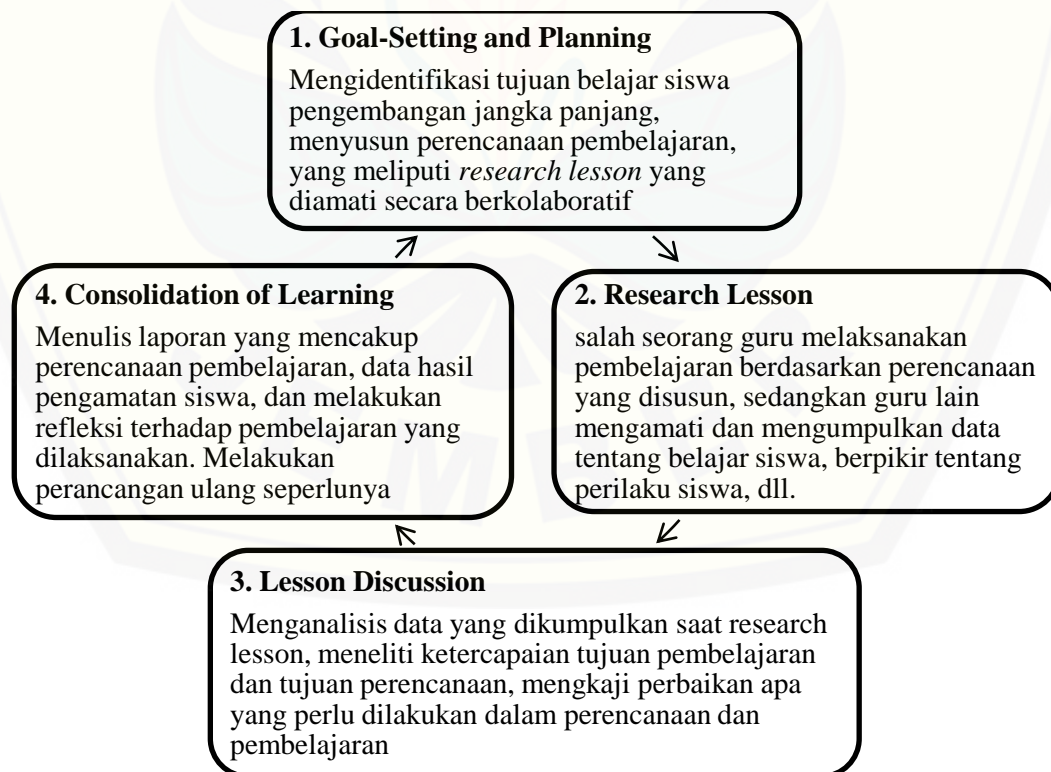 1. Goal-Setting and Planning
Mengidentifikasi tujuan belajar siswa
pengembangan jangka panjang,
menyusun perencanaan pembelajaran,
yang meliputi research lesson yang
diamati secara berkolaboratif
2. Research Lesson
salah seorang guru melaksanakan
pembelajaran berdasarkan perencanaan
yang disusun, sedangkan guru lain
mengamati dan mengumpulkan data
tentang belajar siswa, berpikir tentang
perilaku siswa, dll.
3. Lesson Discussion
Menganalisis data yang dikumpulkan saat research
lesson, meneliti ketercapaian tujuan pembelajaran
dan tujuan perencanaan, mengkaji perbaikan apa
yang perlu dilakukan dalam perencanaan dan
pembelajaran
4. Consolidation of Learning
Menulis laporan yang mencakup
perencanaan pembelajaran, data hasil
pengamatan siswa, dan melakukan
refleksi terhadap pembelajaran yang
dilaksanakan. Melakukan
perancangan ulang seperlunya